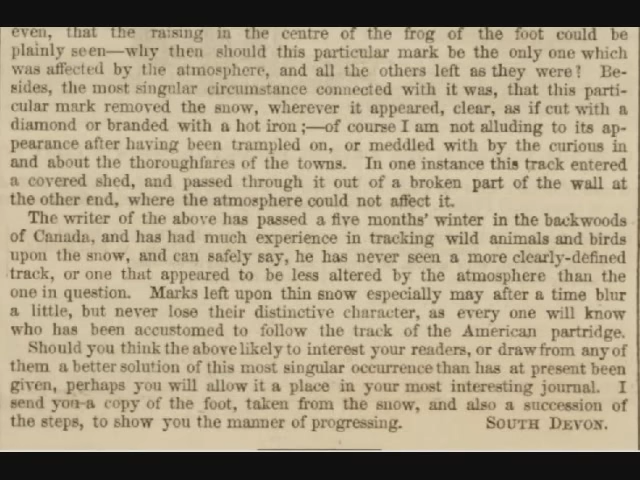 even, that the raising in the centre of the frog of the foot could be
plainly seen—why then should this particular mark be the only one which
was affected by the atmosphere, and all the others left as they were? Be-
sides, the most singular circumstance connected with it was, that this parti-
cular mark removed the snow, wherever it appeared, clear, as if cut with a
diamond or branded with a hot iron;—of course I am not alluding to its ap-
pearance after having been trampled on, or meddled with by the curious in
and about the thoroughfares of the towns. In one instance this track entered
a covered shed, and passed through it out of a broken part of the wall at
the other end, where the atmosphere could not affect it.
The writer of the above has passed a five months' winter in the backwoods
of Canada, and has had much experience in tracking wild animals and birds
upon the snow, and can safely say, he has never seen a more clearly-defined
track, or one that appeared to be less altered by the atmosphere than the
one in question. Marks left upon thin snow especially may after a time blur
a little, but never lose their distinctive character, as every one will know
who has been accustomed to follow the track of the American partridge.
Should you think the above likely to interest your readers, or draw from any of
them a better solution of this most singular occurrence than has at present been
given, perhaps you will allow it a place in your most interesting journal. I
send you a copy of the foot, taken from the snow, and also a succession of
the steps, to show you the manner of progressing. SOUTH DEVON.